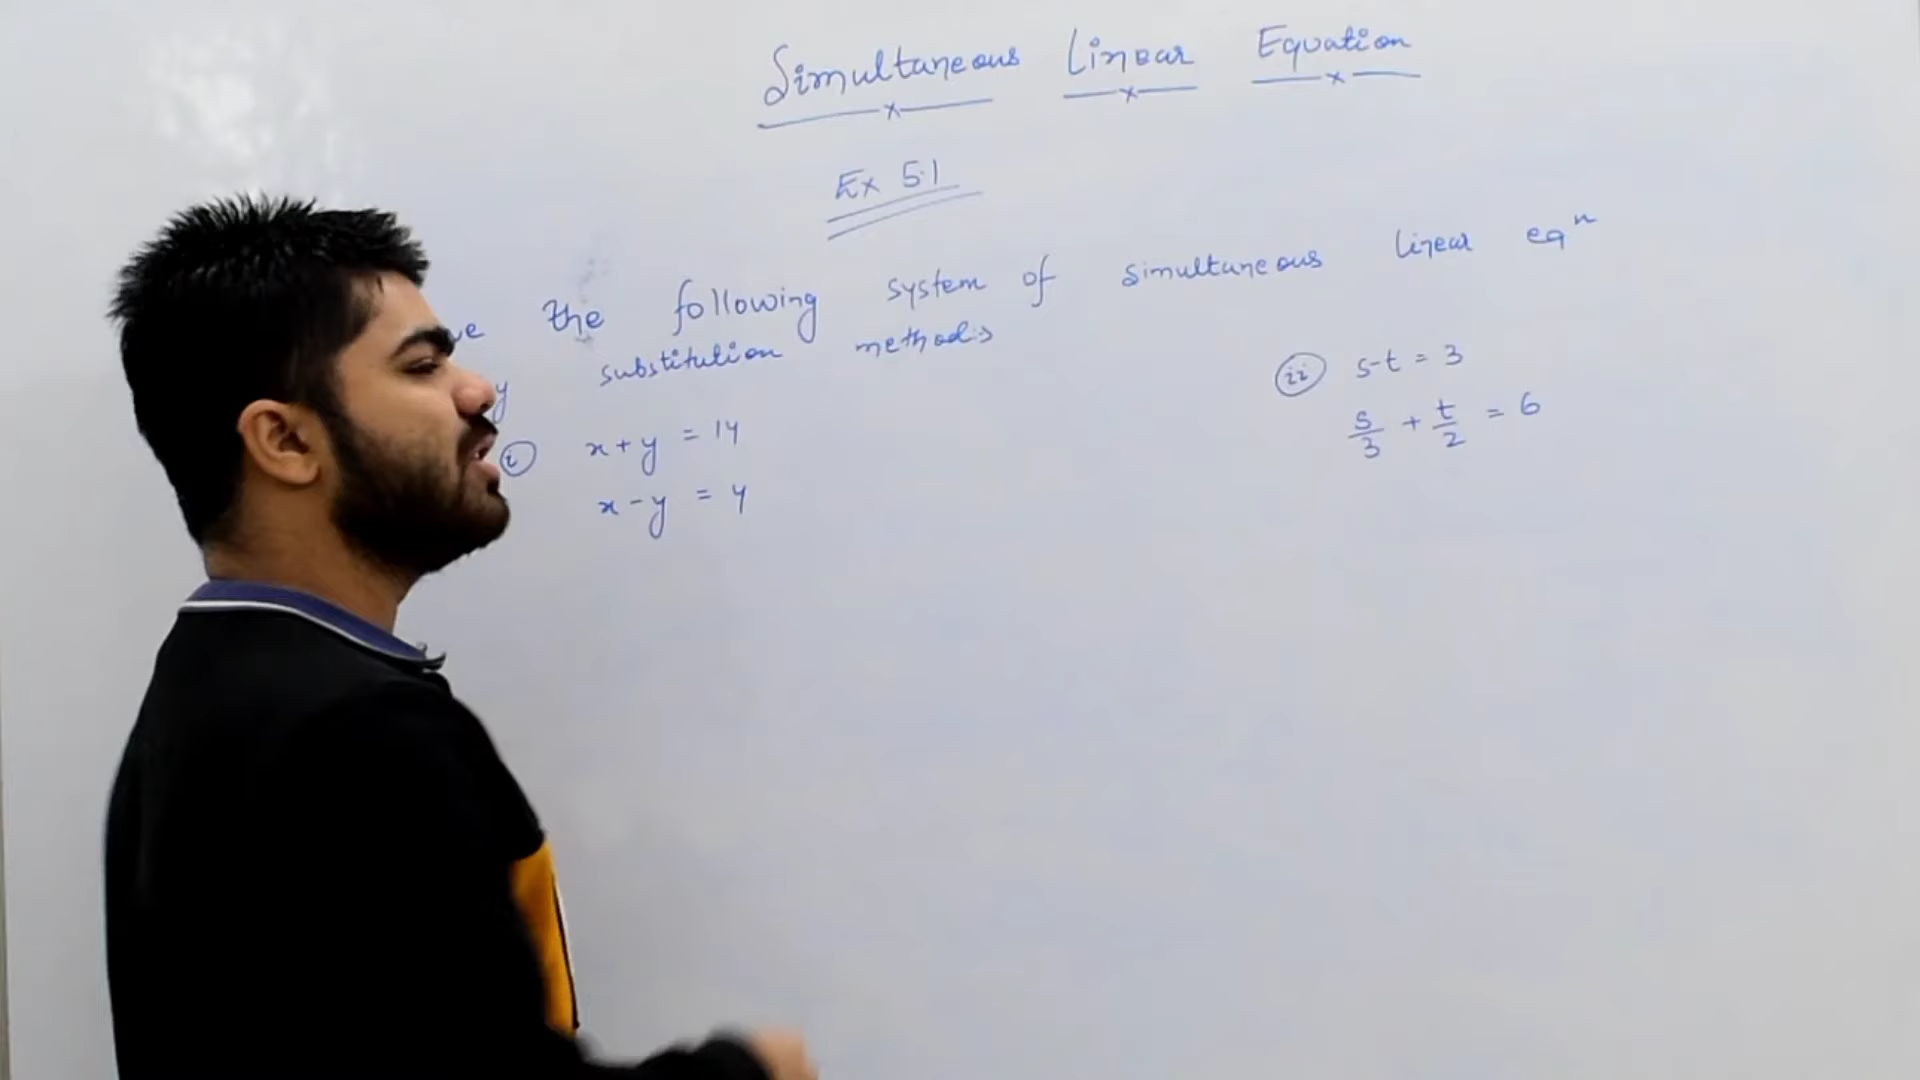 Simultaneous Linear Equation
Ex 5.1
ve the following system of simultaneous linear eqⁿ
y substitution methods
(i) x + y = 14
x - y = 4
(ii) s-t = 3
s/3 + t/2 = 6